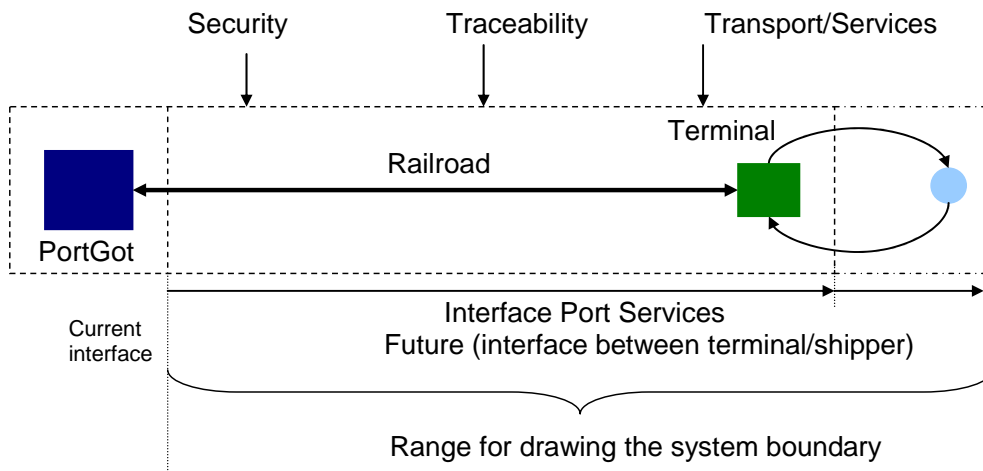 Security
Traceability
Transport/Services
Terminal
Railroad
PortGot
Interface Port Services
Current
interface
Future (interface between terminal/shipper)
Range for drawing the system boundary